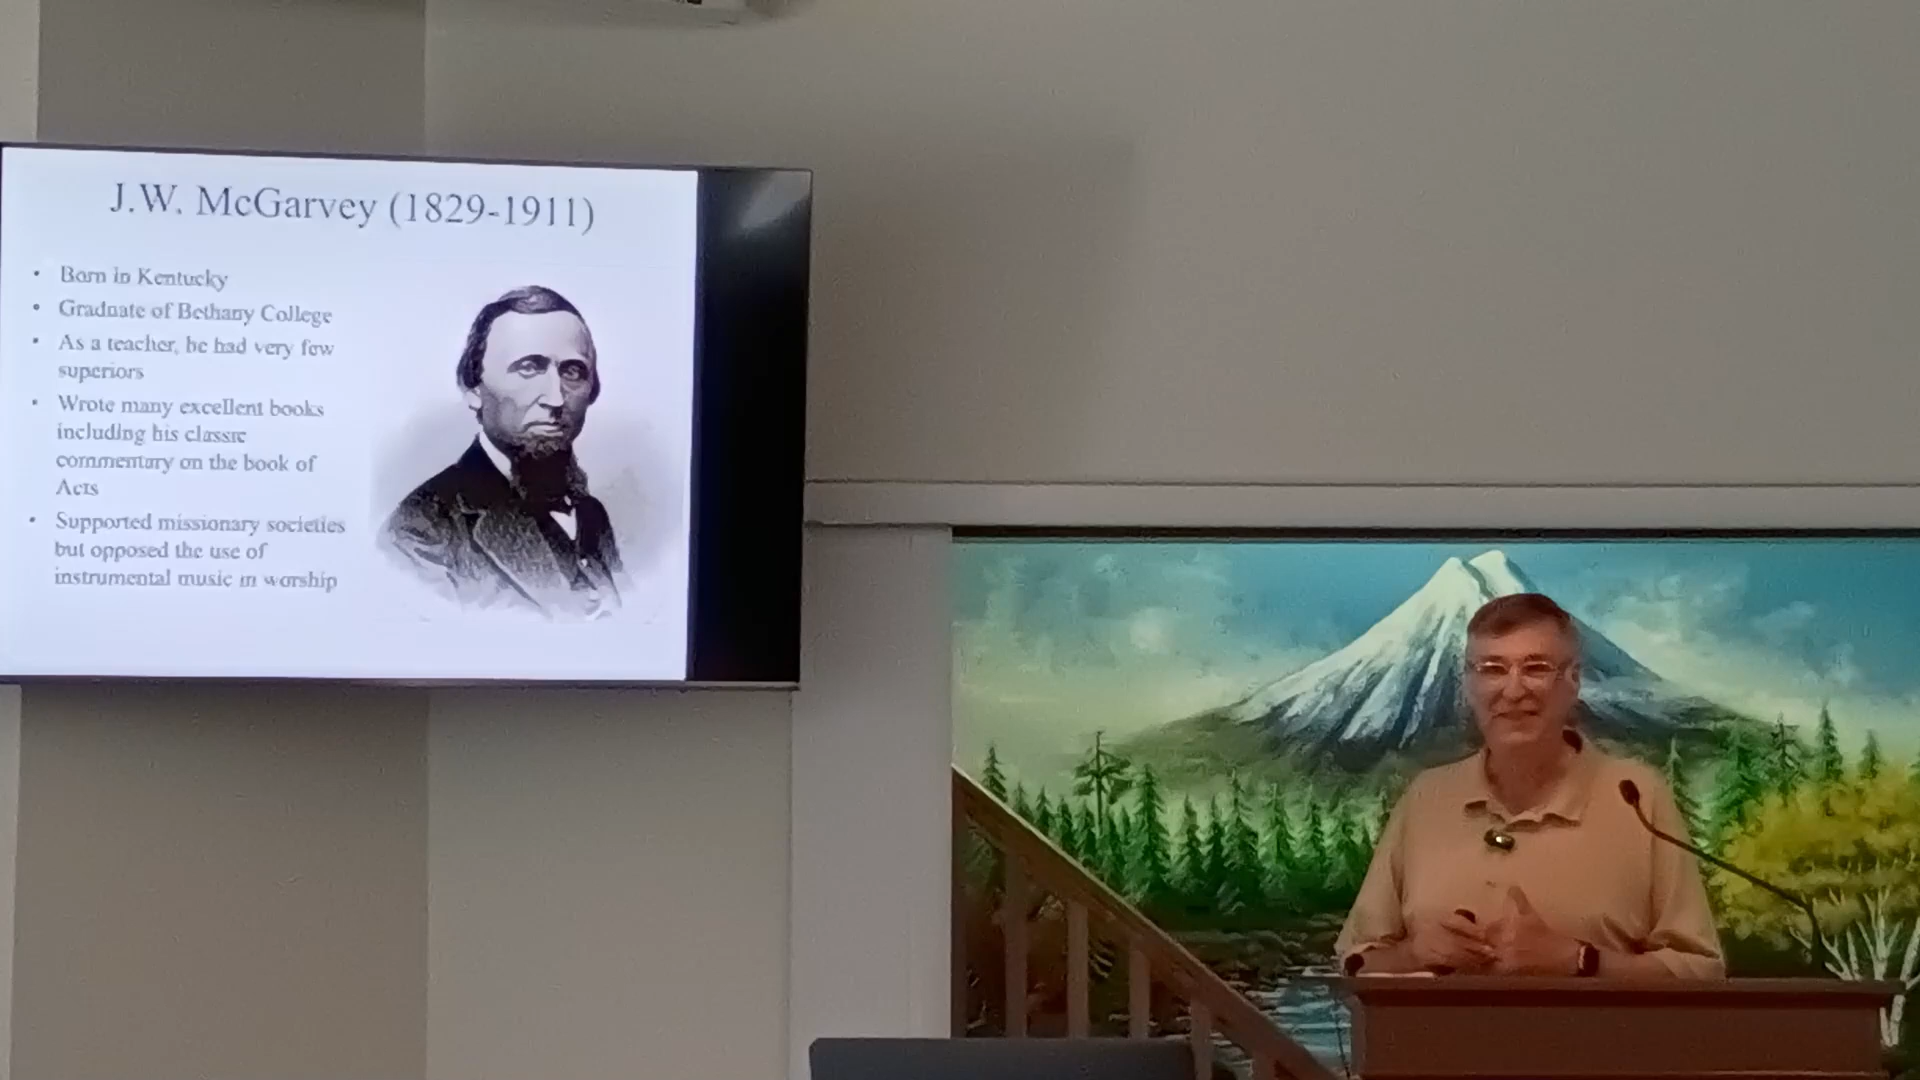 J.W. McGarvey (1829-1911)
• Born in Kentucky
• Graduate of Bethany College
• As a teacher, he had very few
superiors
• Wrote many excellent books
including his classic
commentary on the book of
Acts
• Supported missionary societies
but opposed the use of
instrumental music in worship